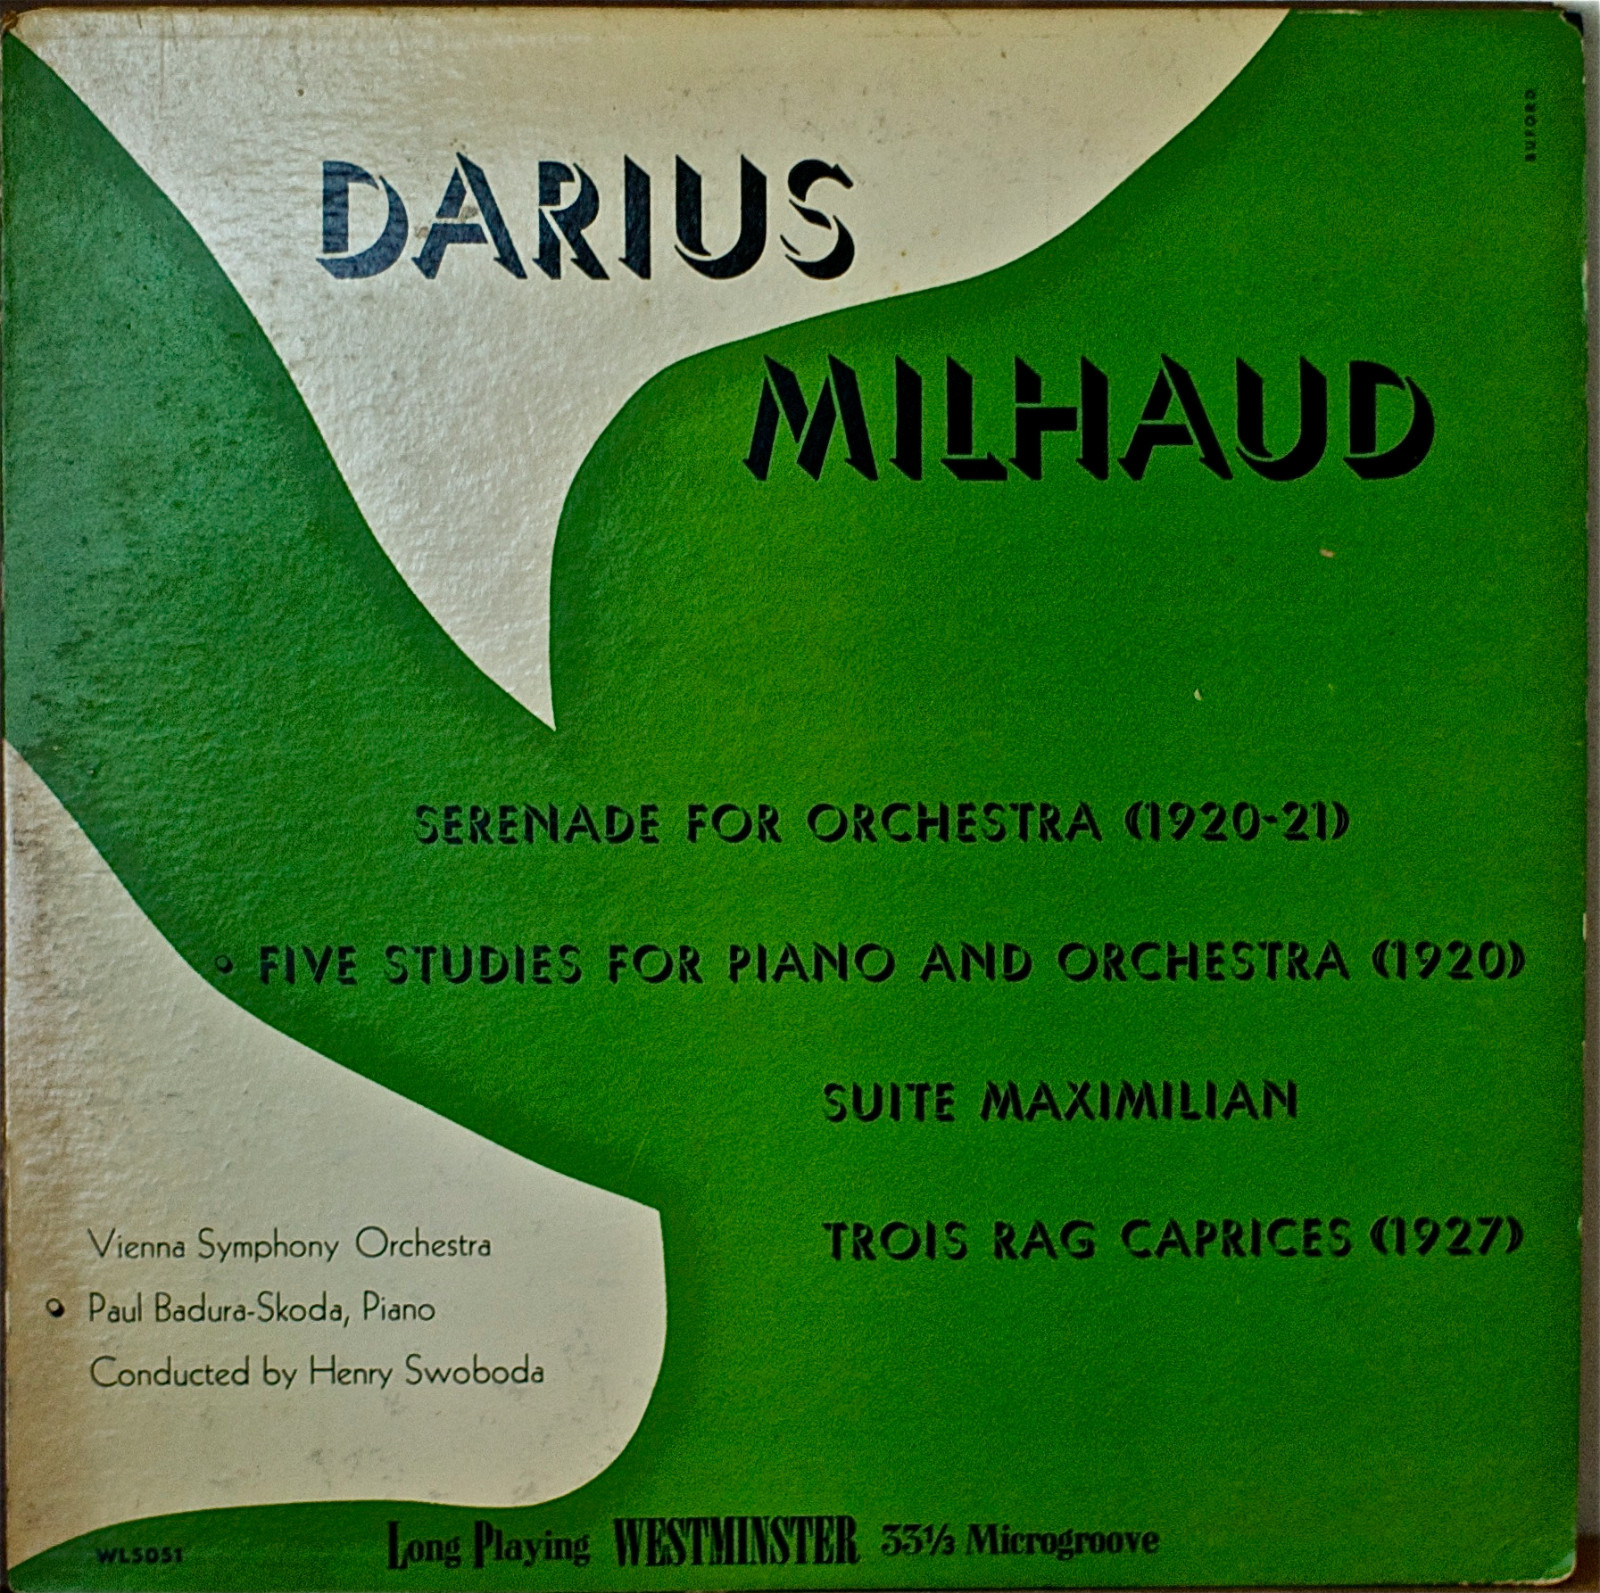 BUFORD
DARIUS
MILHAUD
SERENADE FOR ORCHESTRA (1920-21)
FIVE STUDIES FOR PIANO AND ORCHESTRA (1920)
SUITE MAXIMILIAN
TROIS RAG CAPRICES (1927)
Vienna Symphony Orchestra
Paul Badura-Skoda, Piano
Conducted by Henry Swoboda
WL5051
Long Playing WESTMINSTER 33⅓ Microgroove